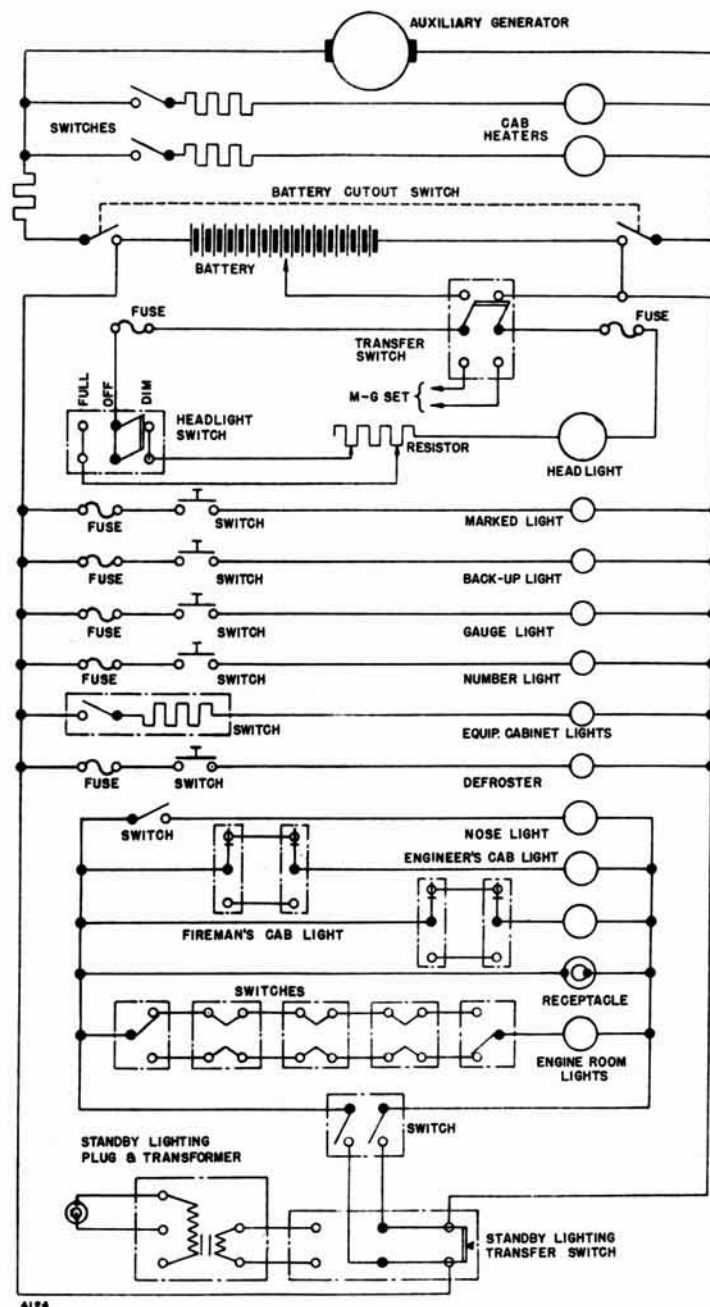 AUXILIARY GENERATOR
SWITCHES
CAB
HEATERS
BATTERY CUTOUT SWITCH
BATTERY
FUSE
TRANSFER
SWITCH
FUSE
M-G SET
FULL
OFF
DIM
HEADLIGHT
SWITCH
RESISTOR
HEADLIGHT
FUSE
SWITCH
MARKED LIGHT
FUSE
SWITCH
BACK-UP LIGHT
FUSE
SWITCH
GAUGE LIGHT
FUSE
SWITCH
NUMBER LIGHT
SWITCH
EQUIP. CABINET LIGHTS
FUSE
SWITCH
DEFROSTER
SWITCH
NOSE LIGHT
ENGINEER'S CAB LIGHT
FIREMAN'S CAB LIGHT
SWITCHES
RECEPTACLE
ENGINE ROOM
LIGHTS
SWITCH
STANDBY LIGHTING
PLUG & TRANSFORMER
STANDBY LIGHTING
TRANSFER SWITCH
4124